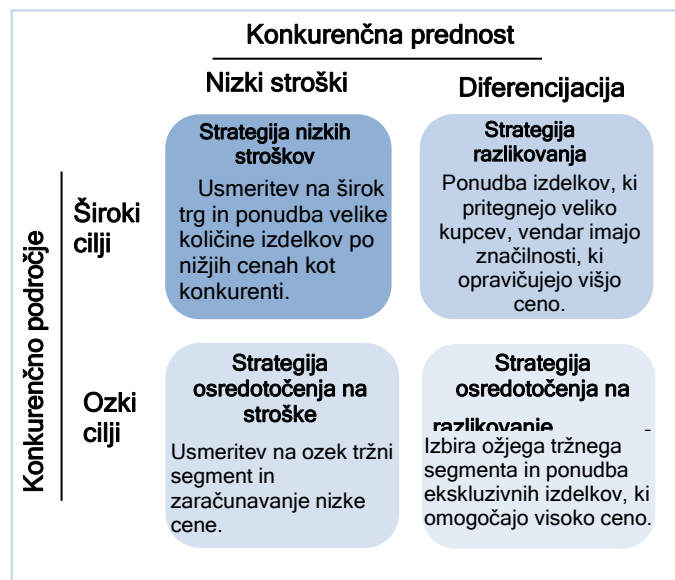 Konkurenčna prednost
Nizki stroški
Diferencijacija
Konkurenčno področje
Široki
cilji
Strategija nizkih
stroškov
Usmeritev na širok
trg in ponudba velike
količine izdelkov po
nižjih cenah kot
konkurenti.
Strategija
razlikovanja
Ponudba izdelkov, ki
pritegnejo veliko
kupcev, vendar imajo
značilnosti, ki
opravičujejo višjo
ceno.
Ozki
cilji
Strategija
osredotočenja na
stroške
Usmeritev na ozek tržni
segment in
zaračunavanje nizke
cene.
Strategija
osredotočenja na
razlikovanje -
Izbira ožjega tržnega
segmenta in ponudba
ekskluzivnih izdelkov, ki
omogočajo visoko ceno.